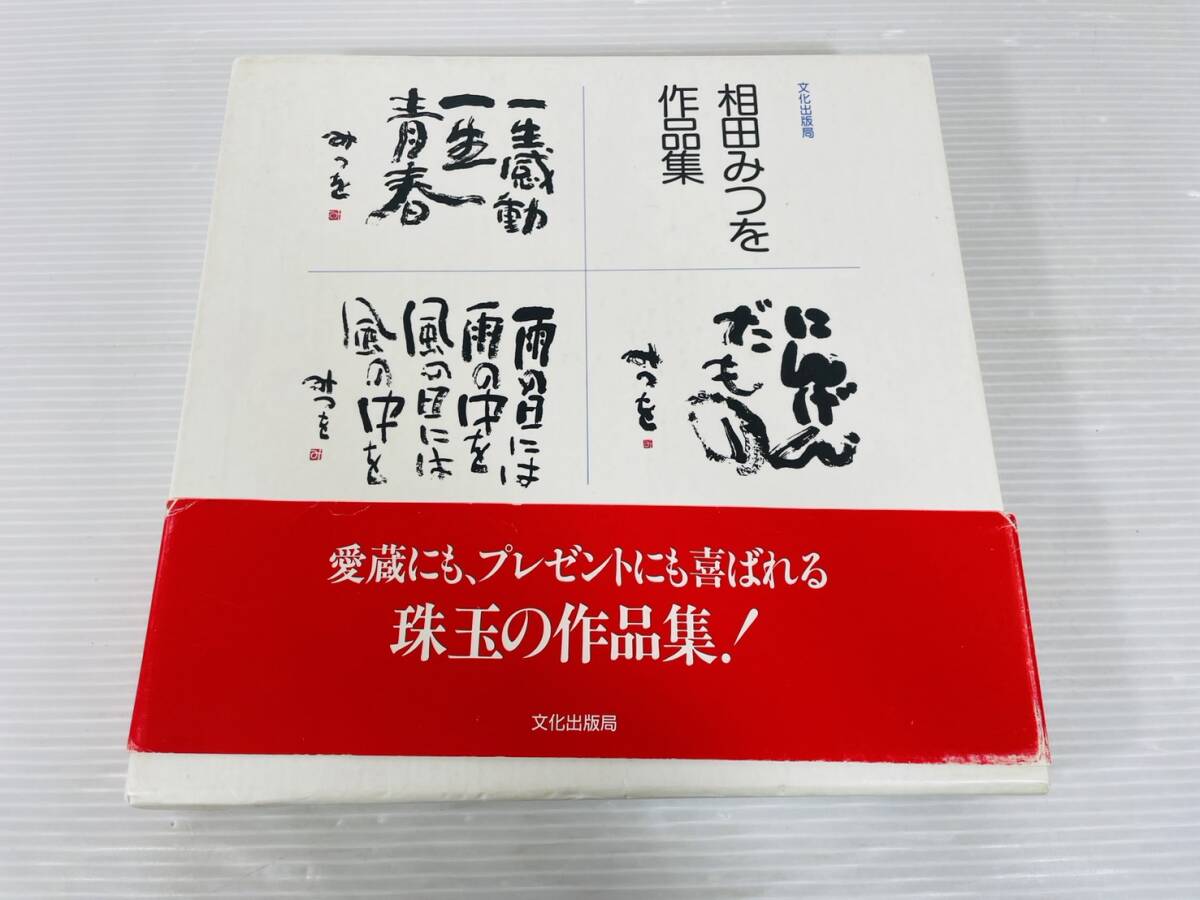 文化出版局
相田みつを
作品集
一生感動
一生
青春
みつを
にんげん
だもの
みつを
雨の日には
雨の中を
風の日には
風の中を
みつを
愛蔵にも、プレゼントにも喜ばれる
珠玉の作品集!
文化出版局